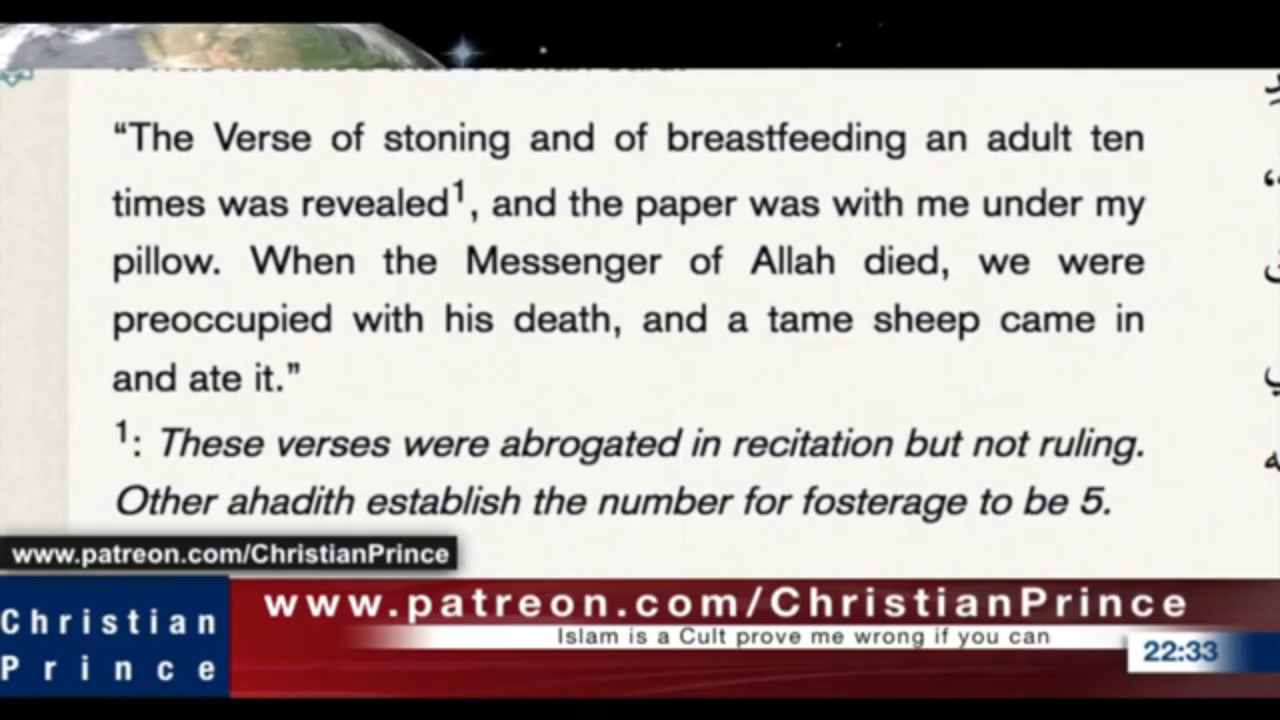 “The Verse of stoning and of breastfeeding an adult ten
times was revealed¹, and the paper was with me under my
pillow. When the Messenger of Allah died, we were
preoccupied with his death, and a tame sheep came in
and ate it.”
¹: These verses were abrogated in recitation but not ruling.
Other ahadith establish the number for fosterage to be 5.
www.patreon.com/ChristianPrince
www.patreon.com/ChristianPrince
Christian
Prince
Islam is a Cult prove me wrong if you can
22:33